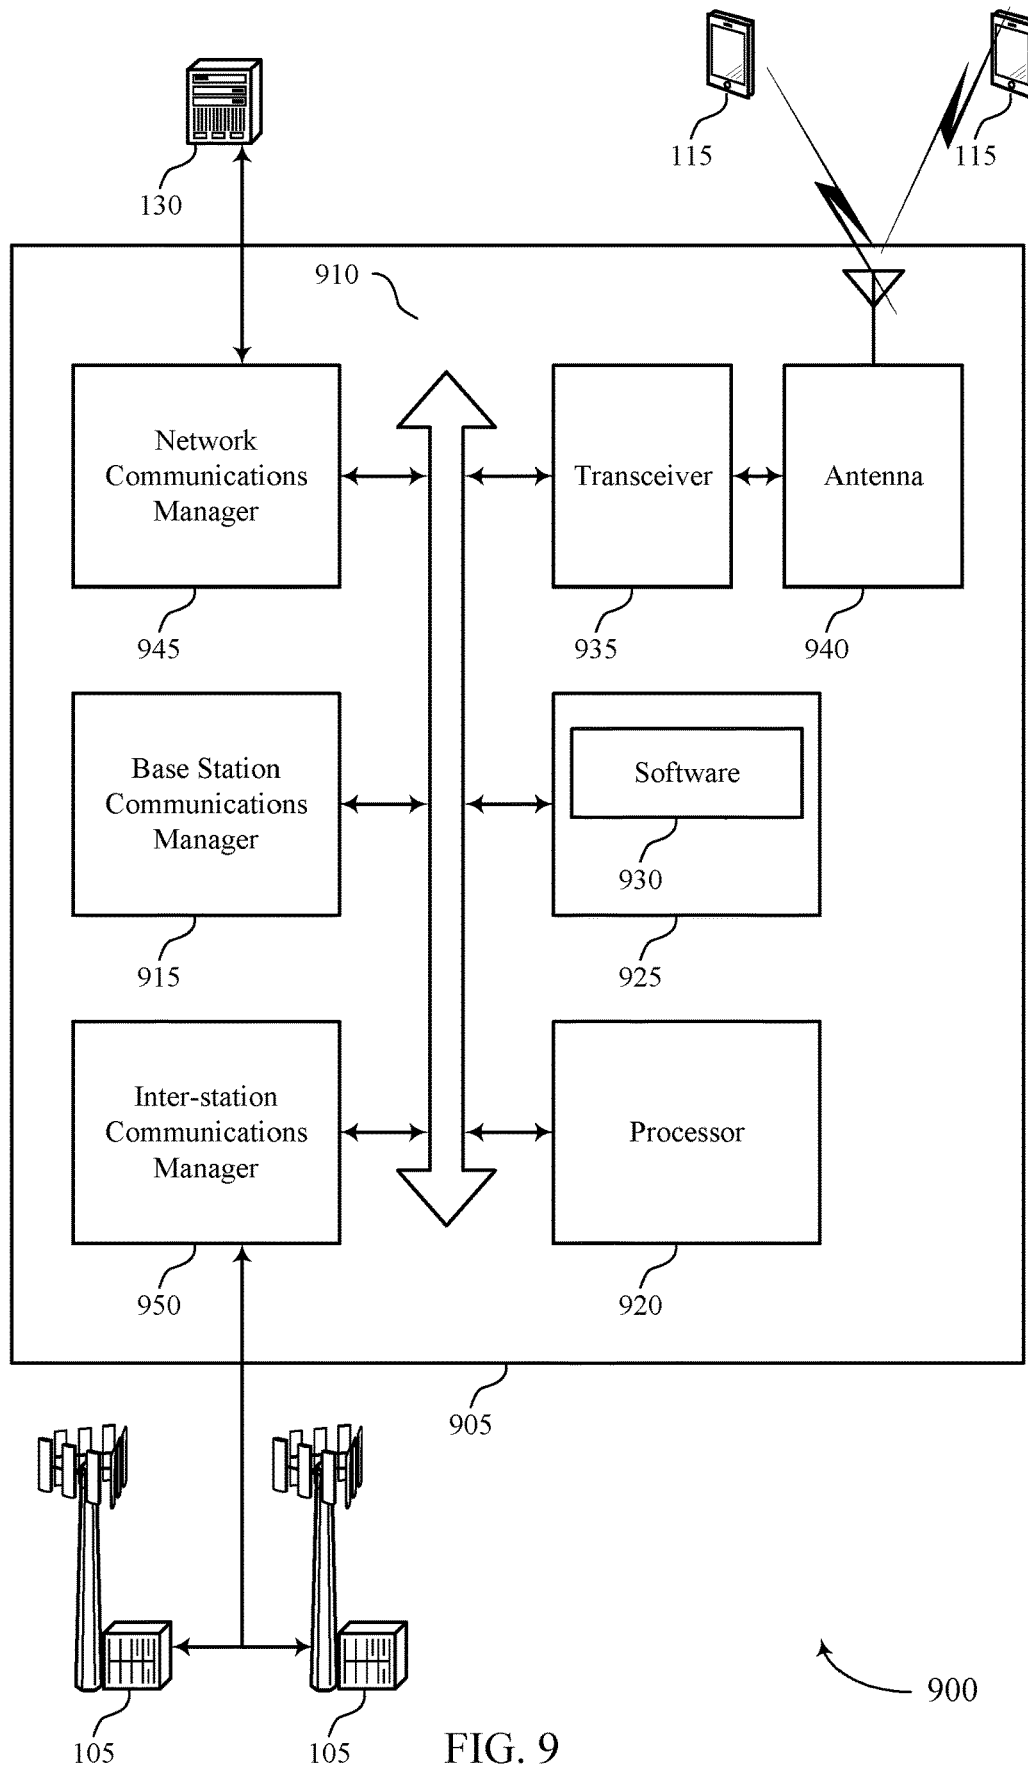 115
115
130
910
Network
Communications
Manager
Transceiver
Antenna
945
935
940
Base Station
Communications
Manager
Software
930
915
925
Inter-station
Communications
Manager
Processor
950
920
905
900
105
105
FIG. 9